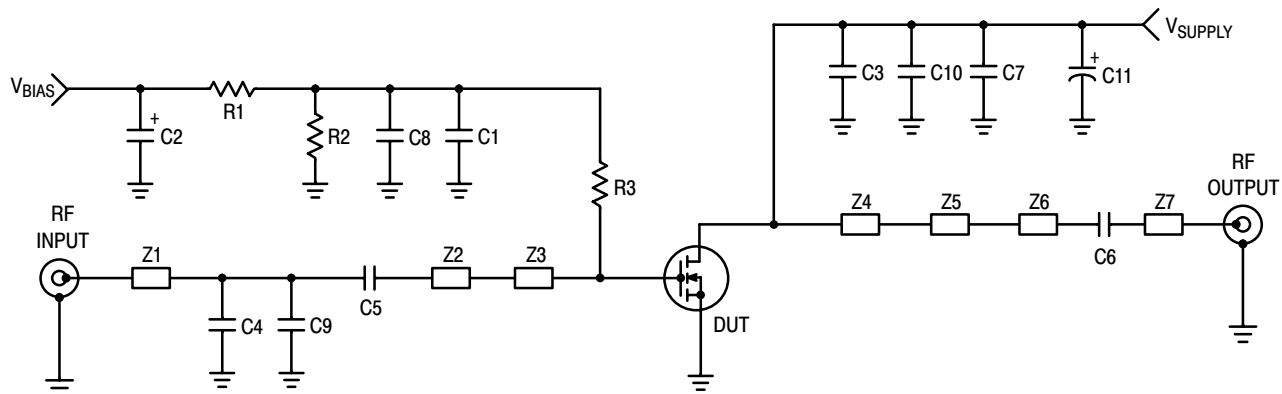 VSUPPLY
+
C3 C10 C7 C11
VBIAS
R1
+
C2 R2 C8 C1
R3
RF
INPUT
RF
OUTPUT
Z4 Z5 Z6 Z7
C6
Z1 Z2 Z3
C5
C4 C9
DUT